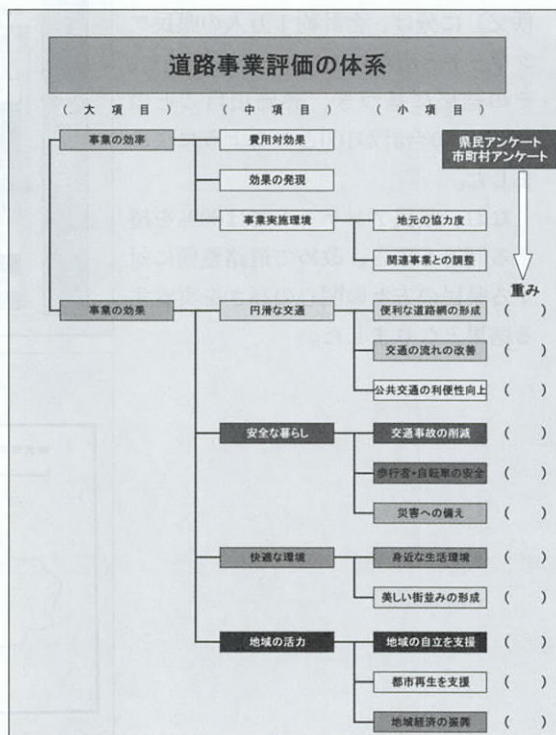 道路事業評価の体系
(大項目) (中項目) (小項目)
県民アンケート
市町村アンケート
事業の効率 費用対効果
効果の発現
事業実施環境 地元の協力度
関連事業との調整
重み
事業の効果 円滑な交通 便利な道路網の形成 ( )
交通の流れの改善 ( )
公共交通の利便性向上 ( )
安全な暮らし 交通事故の削減 ( )
歩行者・自転車の安全 ( )
災害への備え ( )
快適な環境 身近な生活環境 ( )
美しい街並みの形成 ( )
地域の活力 地域の自立を支援 ( )
都市再生を支援 ( )
地域経済の振興 ( )